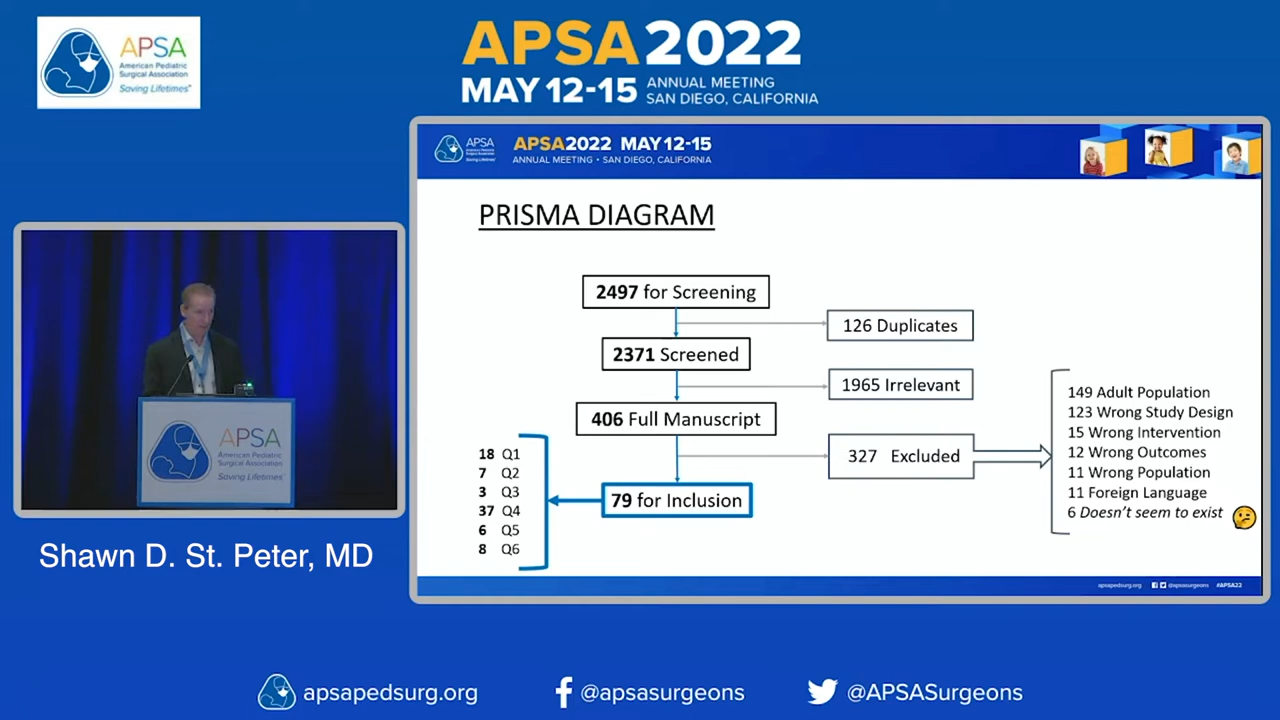 APSA
American Pediatric
Surgical Association
Saving Lifetimes
APSA 2022
MAY 12-15
ANNUAL MEETING
SAN DIEGO, CALIFORNIA
APSA
APSA2022 MAY 12-15
ANNUAL MEETING • SAN DIEGO, CALIFORNIA
PRISMA DIAGRAM
2497 for Screening
126 Duplicates
2371 Screened
1965 Irrelevant
406 Full Manuscript
327 Excluded
79 for Inclusion
18 Q1
7 Q2
3 Q3
37 Q4
6 Q5
8 Q6
149 Adult Population
123 Wrong Study Design
15 Wrong Intervention
12 Wrong Outcomes
11 Wrong Population
11 Foreign Language
6 Doesn't seem to exist
apsapedsurg.org
@apsasurgeons
#APSA22
APSA
American Pediatric
Surgical Association
Saving Lifetimes
Shawn D. St. Peter, MD
apsapedsurg.org
@apsasurgeons
@APSASurgeons